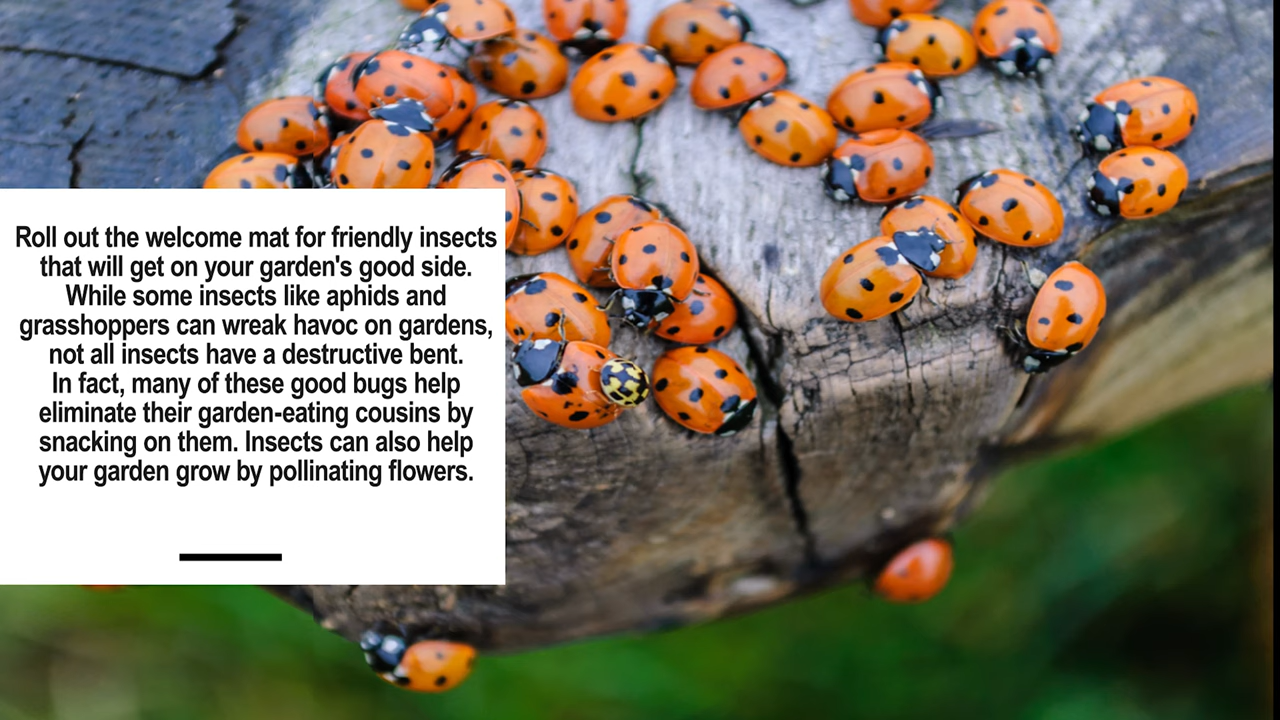 Roll out the welcome mat for friendly insects
that will get on your garden's good side.
While some insects like aphids and
grasshoppers can wreak havoc on gardens,
not all insects have a destructive bent.
In fact, many of these good bugs help
eliminate their garden-eating cousins by
snacking on them. Insects can also help
your garden grow by pollinating flowers.